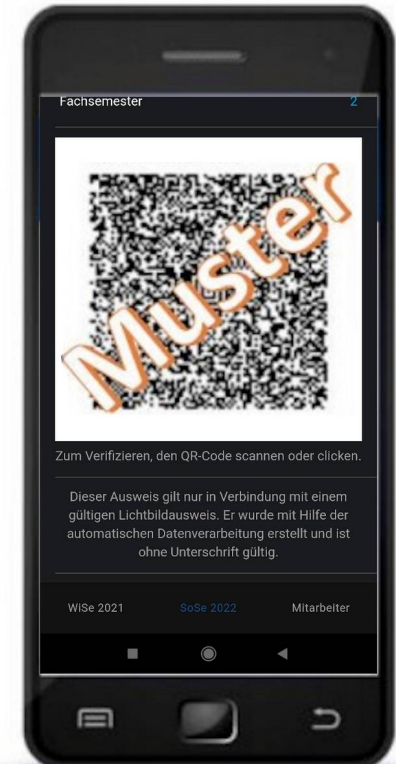 Fachsemester 2
Muster
Zum Verifizieren, den QR-Code scannen oder clicken.
Dieser Ausweis gilt nur in Verbindung mit einem
gültigen Lichtbildausweis. Er wurde mit Hilfe der
automatischen Datenverarbeitung erstellt und ist
ohne Unterschrift gültig.
WiSe 2021 SoSe 2022 Mitarbeiter